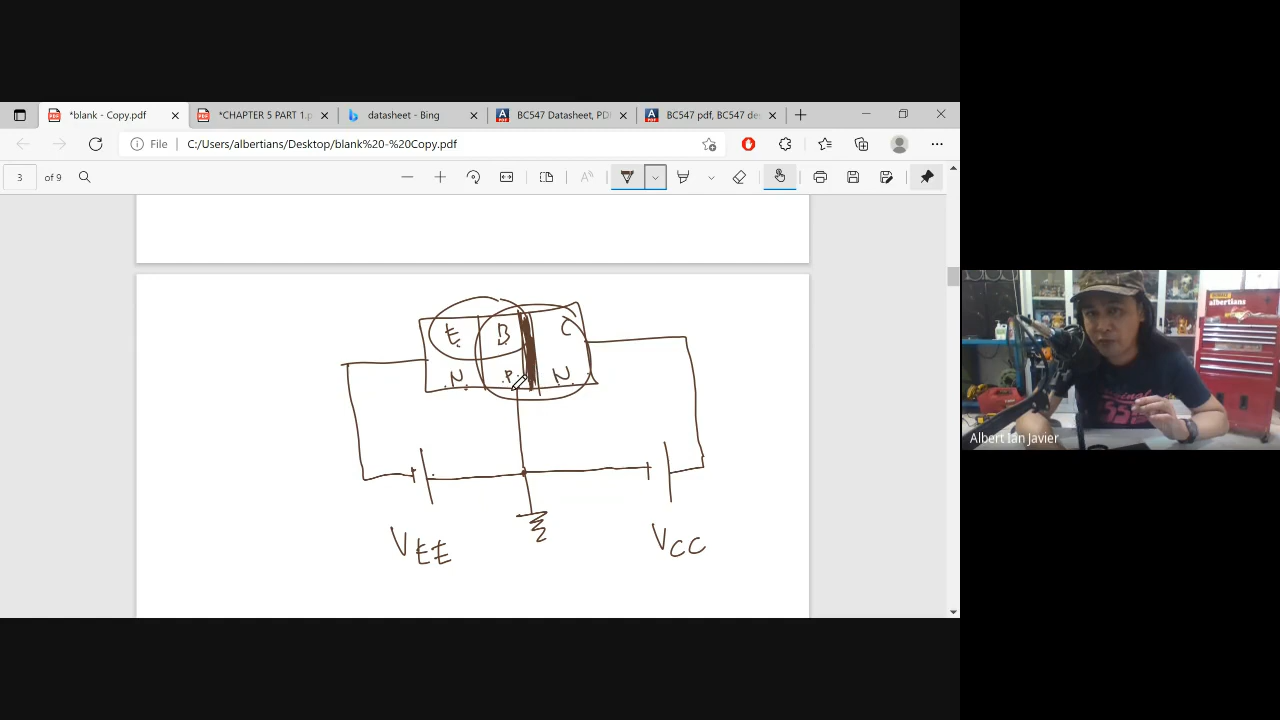 *blank - Copy.pdf
*CHAPTER 5 PART 1.p
datasheet - Bing
BC547 Datasheet, PD
BC547 pdf, BC547 de
File
C:/Users/albertians/Desktop/blank%20-%20Copy.pdf
3 of 9
E B C
N P N
VEE
VCC
albertians
Albert Ian Javier